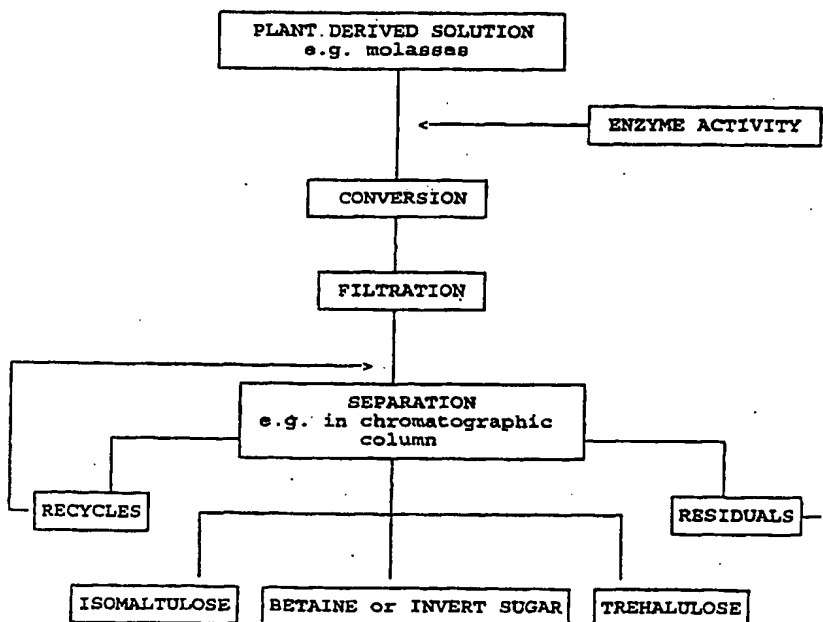 PLANT.DERIVED SOLUTION
e.g. molasses
ENZYME ACTIVITY
CONVERSION
FILTRATION
SEPARATION
e.g. in chromatographic
column
RECYCLES
RESIDUALS
ISOMALTULOSE
BETAINE or INVERT SUGAR
TREHALULOSE